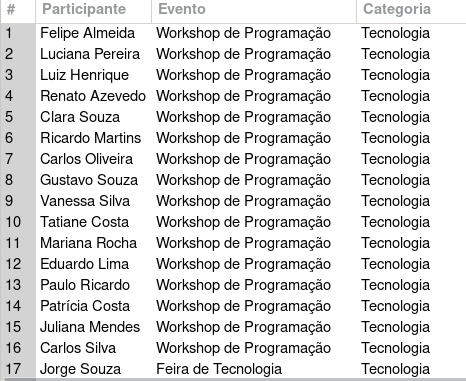 # Participante Evento Categoria
1 Felipe Almeida Workshop de Programação Tecnologia
2 Luciana Pereira Workshop de Programação Tecnologia
3 Luiz Henrique Workshop de Programação Tecnologia
4 Renato Azevedo Workshop de Programação Tecnologia
5 Clara Souza Workshop de Programação Tecnologia
6 Ricardo Martins Workshop de Programação Tecnologia
7 Carlos Oliveira Workshop de Programação Tecnologia
8 Gustavo Souza Workshop de Programação Tecnologia
9 Vanessa Silva Workshop de Programação Tecnologia
10 Tatiane Costa Workshop de Programação Tecnologia
11 Mariana Rocha Workshop de Programação Tecnologia
12 Eduardo Lima Workshop de Programação Tecnologia
13 Paulo Ricardo Workshop de Programação Tecnologia
14 Patrícia Costa Workshop de Programação Tecnologia
15 Juliana Mendes Workshop de Programação Tecnologia
16 Carlos Silva Workshop de Programação Tecnologia
17 Jorge Souza Feira de Tecnologia Tecnologia